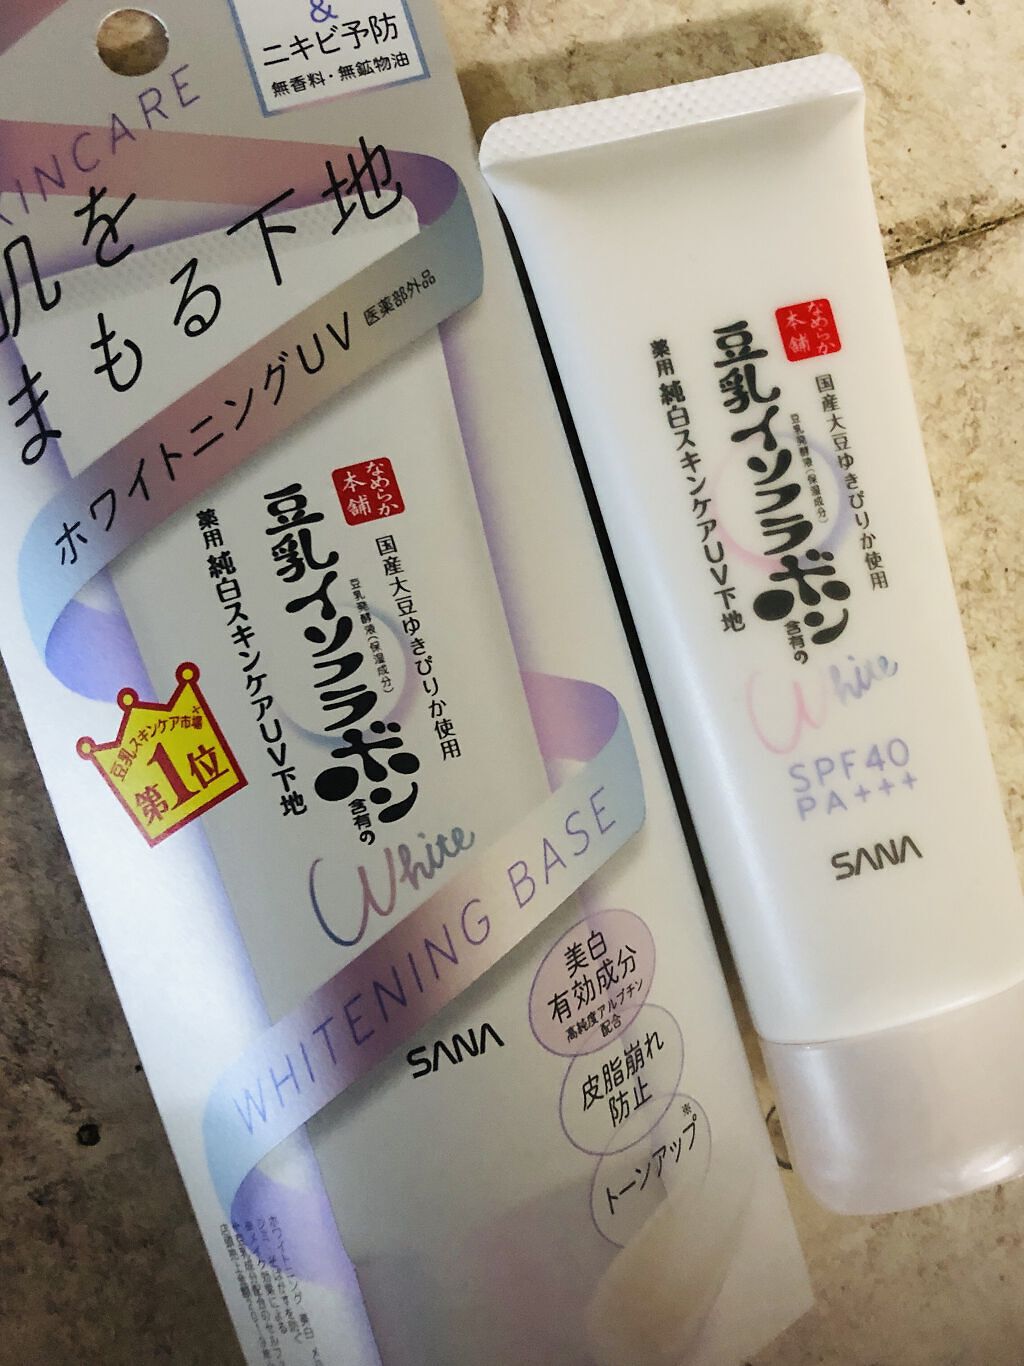 &
ニキビ予防
無香料・無鉱物油
SKINCARE
肌を
まもる下地
ホワイトニングUV 医薬部外品
なめらか
本舗
国産大豆ゆきぴりか使用
豆乳発酵液(保湿成分)
豆乳イソフラボン含有の
薬用 純白スキンケアUV下地
White
豆乳スキンケア市場
第1位
WHITENING BASE
SANA
美白
有効成分
高純度アルブチン
配合
皮脂崩れ
防止
トーンアップ※
なめらか
本舗
国産大豆ゆきぴりか使用
豆乳発酵液(保湿成分)
豆乳イソフラボン含有の
薬用 純白スキンケアUV下地
White
SPF40
PA+++
SANA